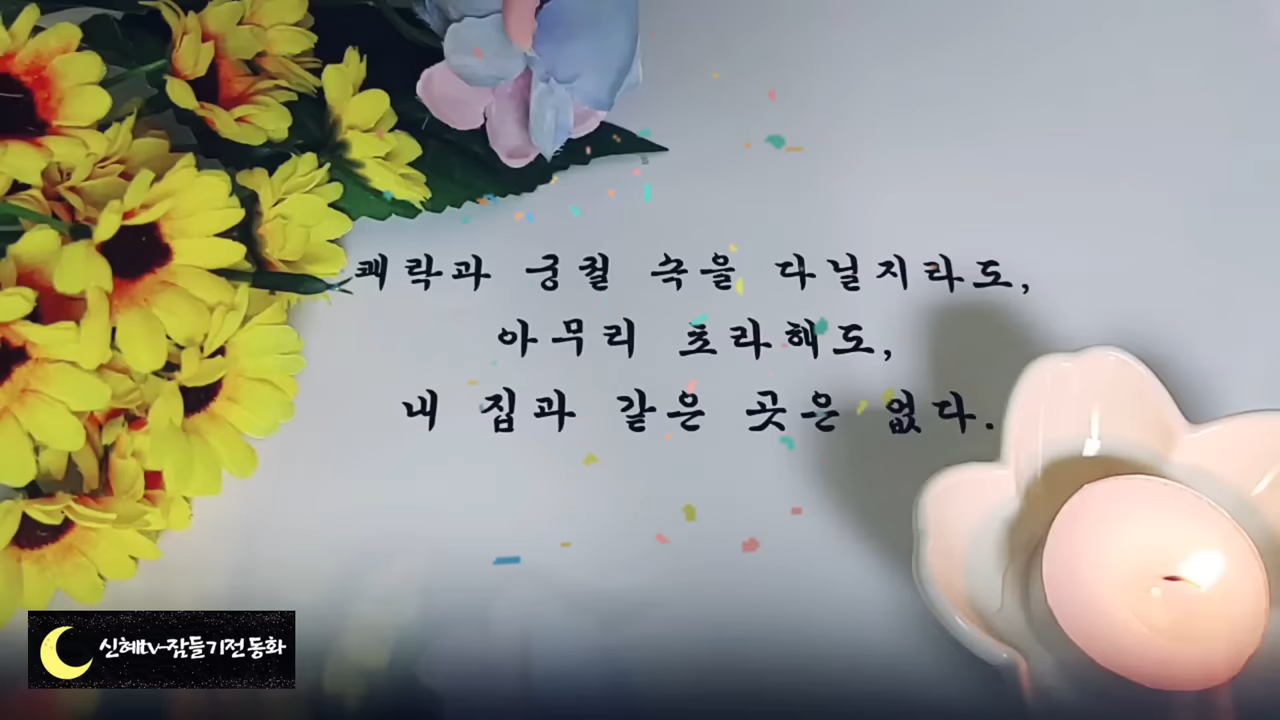 쾌락과 궁궐 속을 다닐지라도,
아무리 초라해도,
내 집과 같은 곳은 없다.
신혜tv-잠들기전 동화